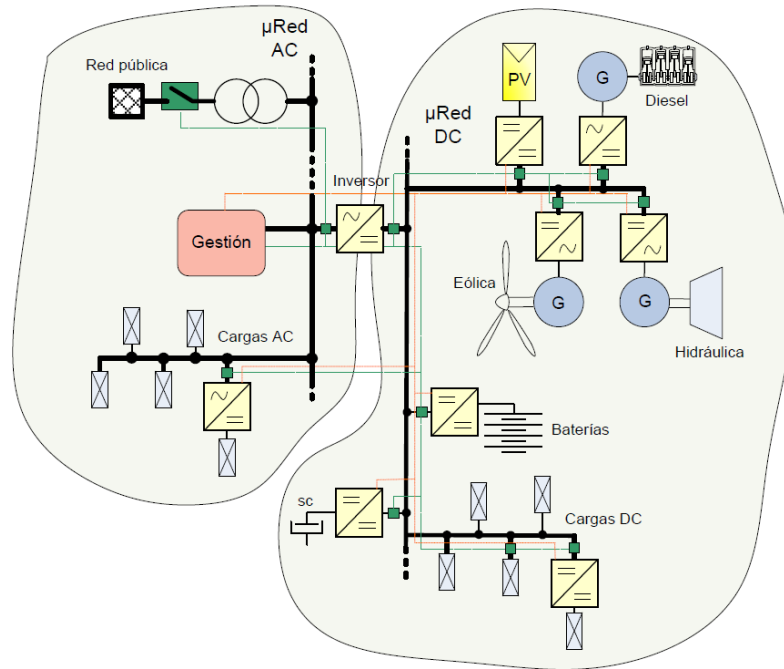 µRed
AC
Red pública
PV
G
Diesel
µRed
DC
Inversor
Gestión
Eólica
G
G
Hidráulica
Cargas AC
Baterías
sc
Cargas DC